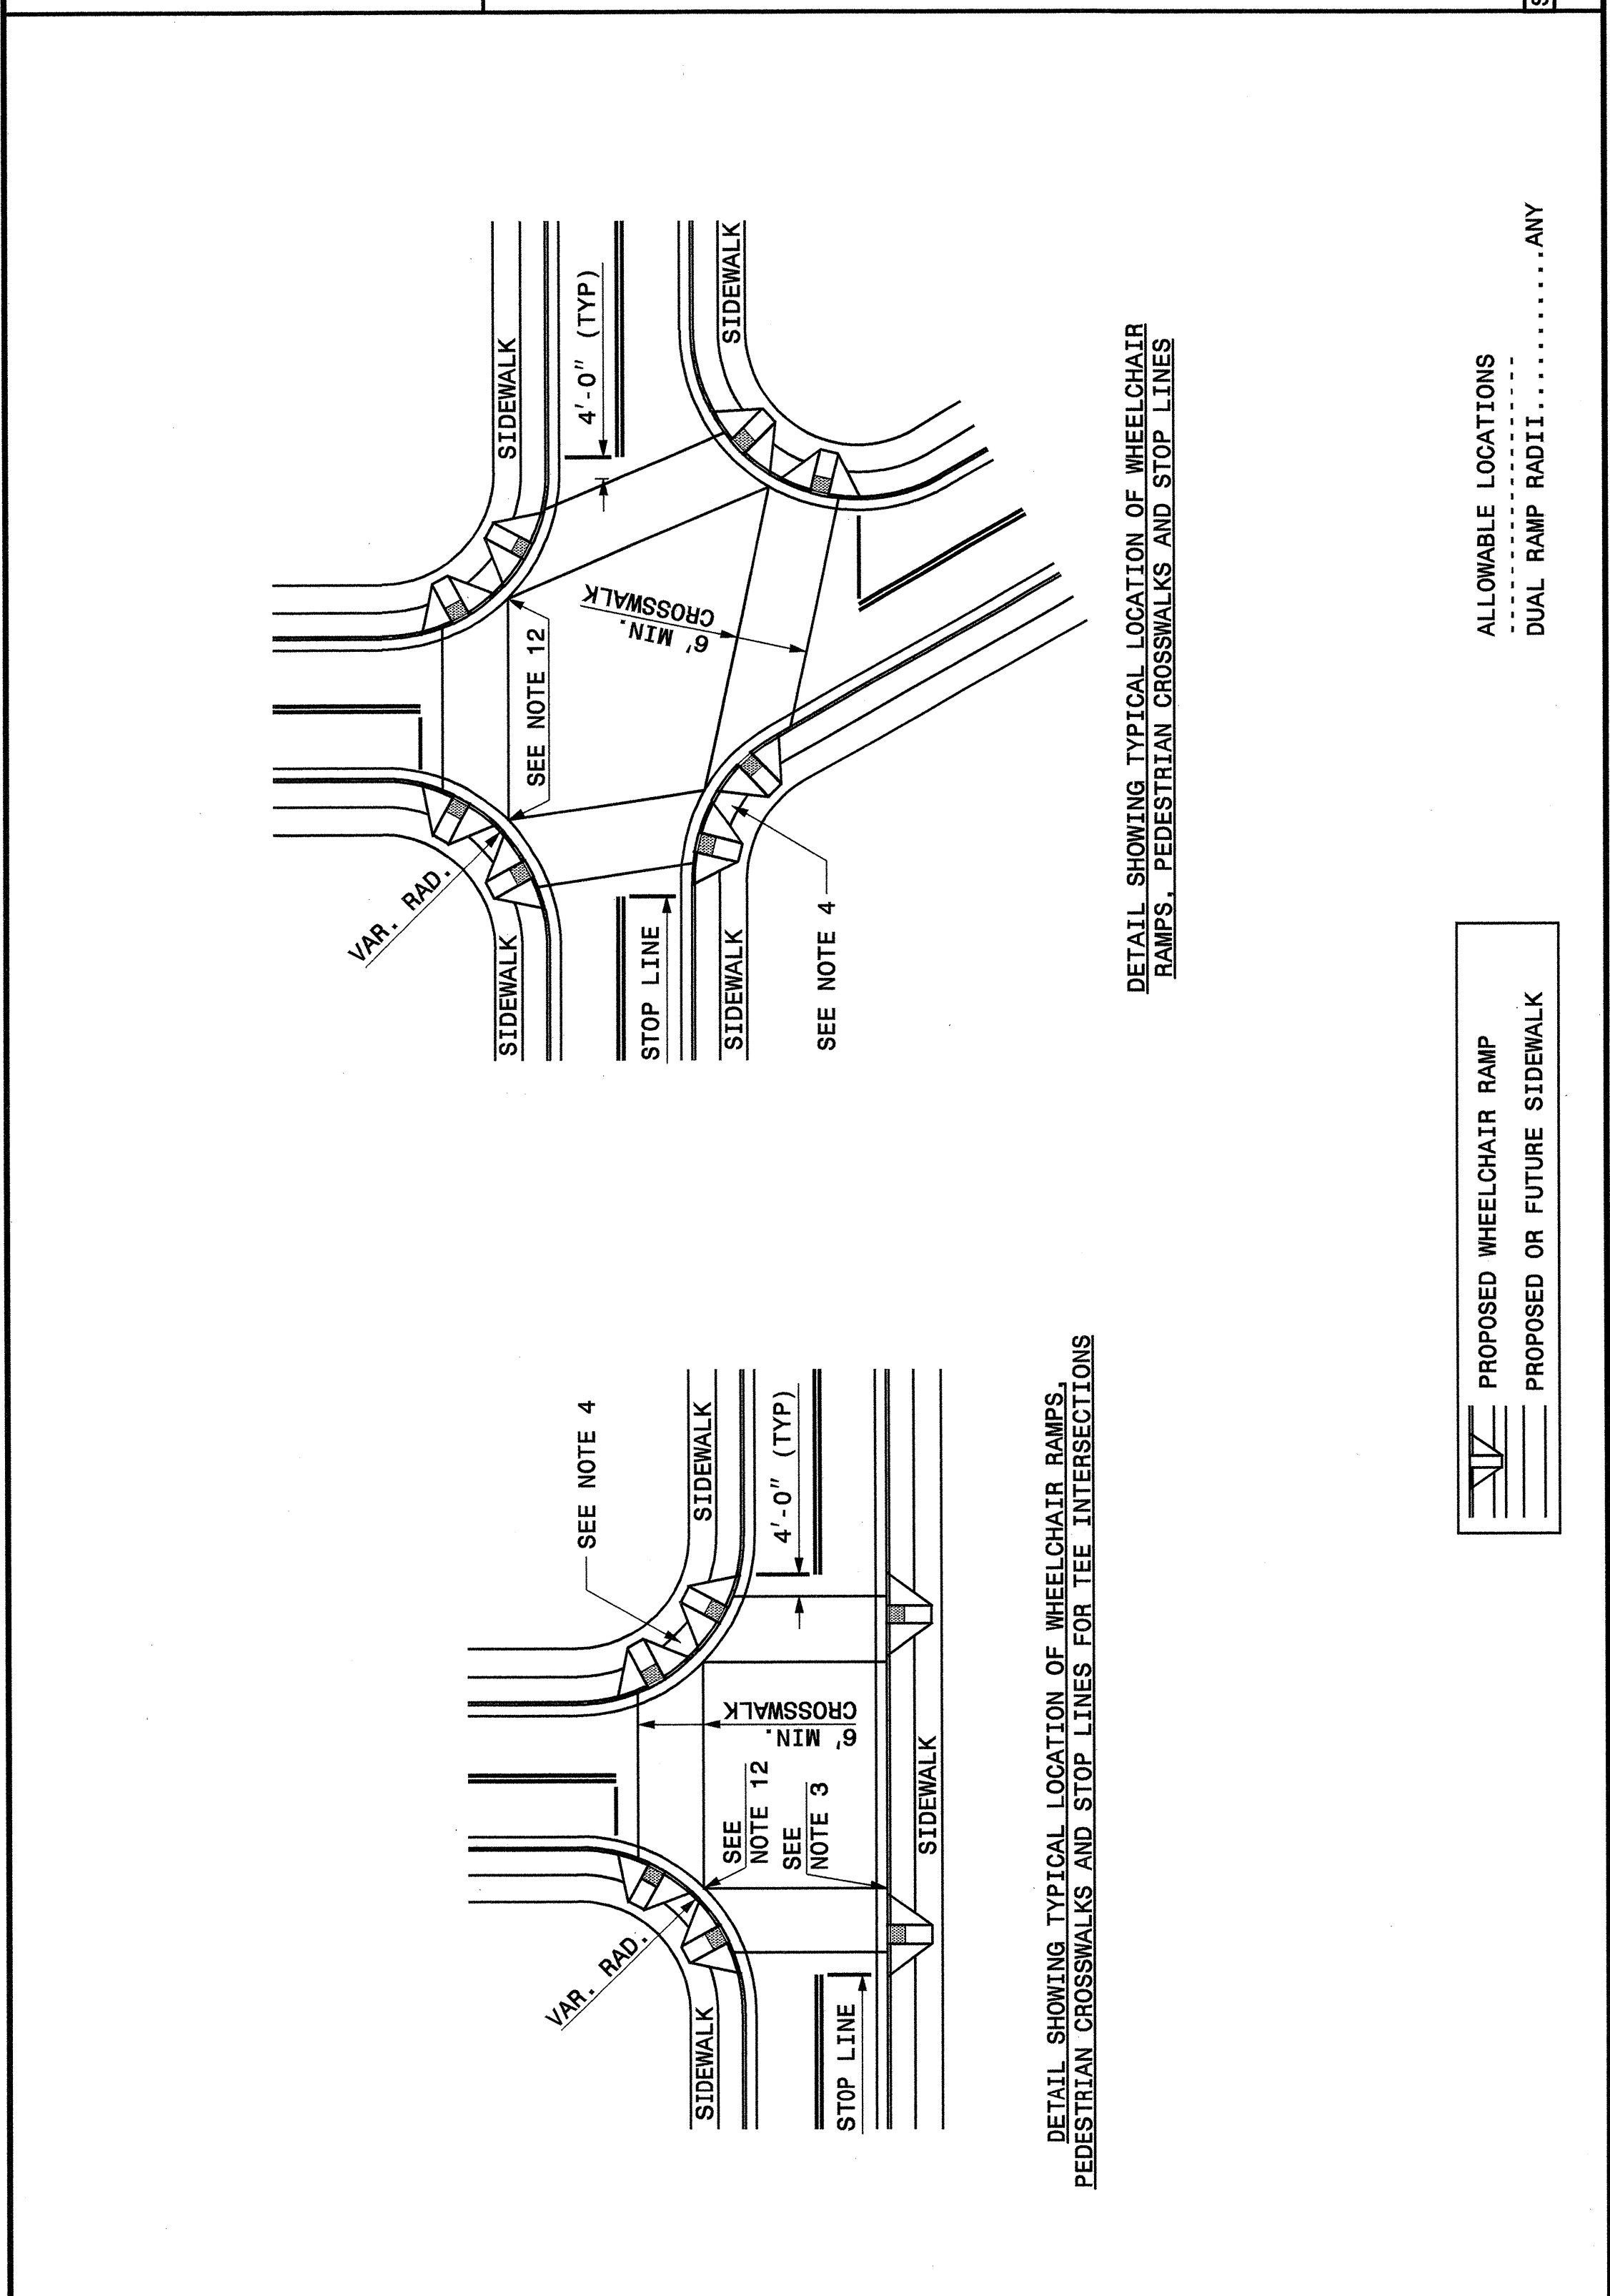 SEE NOTE 4
VAR. RAD.
SIDEWALK
SIDEWALK
6' MIN.
CROSSWALK
SEE
NOTE 12
SEE
NOTE 3
4'-0" (TYP)
STOP LINE
SIDEWALK
DETAIL SHOWING TYPICAL LOCATION OF WHEELCHAIR RAMPS,
PEDESTRIAN CROSSWALKS AND STOP LINES FOR TEE INTERSECTIONS
VAR. RAD.
SIDEWALK
SIDEWALK
SEE NOTE 12
4'-0" (TYP)
6' MIN.
CROSSWALK
STOP LINE
SIDEWALK
SIDEWALK
SEE NOTE 4
DETAIL SHOWING TYPICAL LOCATION OF WHEELCHAIR
RAMPS, PEDESTRIAN CROSSWALKS AND STOP LINES
PROPOSED WHEELCHAIR RAMP
PROPOSED OR FUTURE SIDEWALK
ALLOWABLE LOCATIONS
DUAL RAMP RADII...........ANY